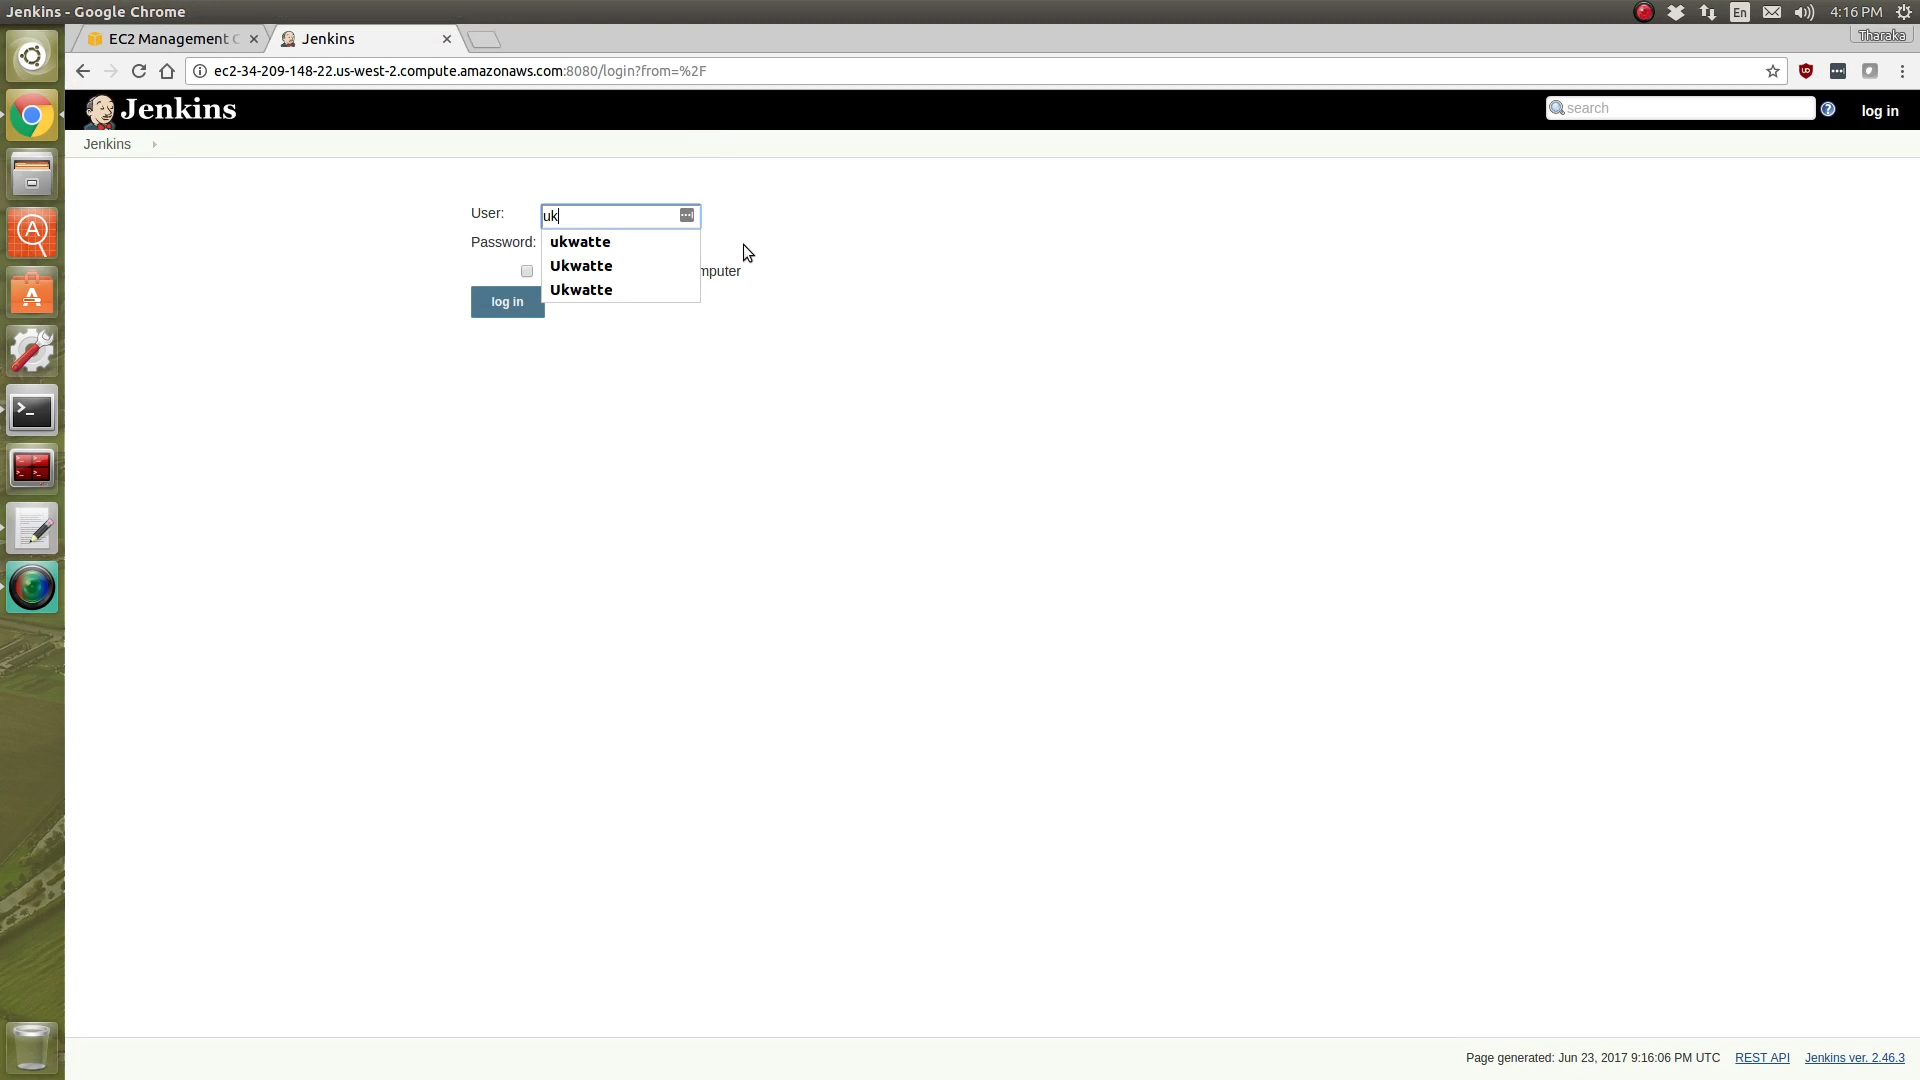 Jenkins - Google Chrome
En
4:16 PM
EC2 Management C
Jenkins
Tharaka
ec2-34-209-148-22.us-west-2.compute.amazonaws.com:8080/login?from=%2F
Jenkins
search
log in
Jenkins
User: uk
Password:
ukwatte
Ukwatte
mputer
Ukwatte
log in
Page generated: Jun 23, 2017 9:16:06 PM UTC REST API Jenkins ver. 2.46.3